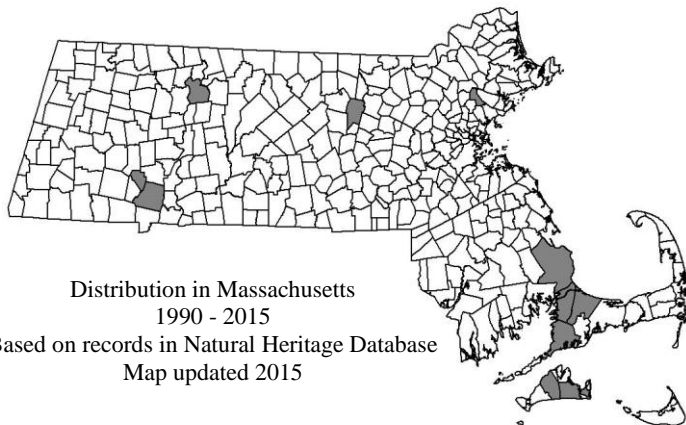 Distribution in Massachusetts
1990 - 2015
Based on records in Natural Heritage Database
Map updated 2015